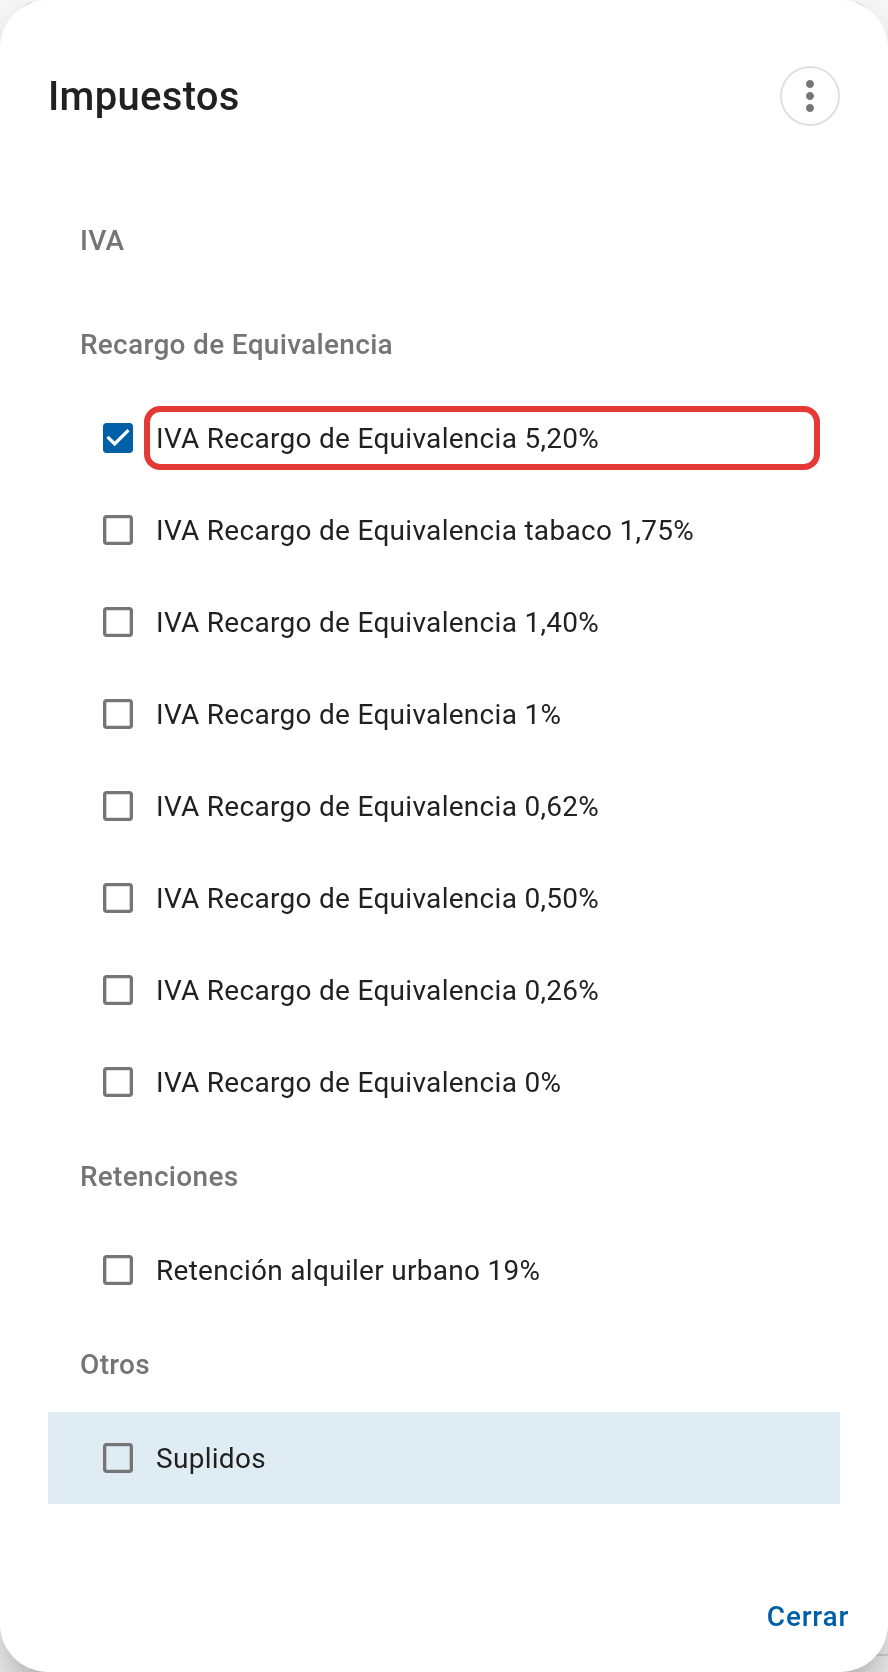 Impuestos
IVA
Recargo de Equivalencia
IVA Recargo de Equivalencia 5,20%
IVA Recargo de Equivalencia tabaco 1,75%
IVA Recargo de Equivalencia 1,40%
IVA Recargo de Equivalencia 1%
IVA Recargo de Equivalencia 0,62%
IVA Recargo de Equivalencia 0,50%
IVA Recargo de Equivalencia 0,26%
IVA Recargo de Equivalencia 0%
Retenciones
Retención alquiler urbano 19%
Otros
Suplidos
Cerrar